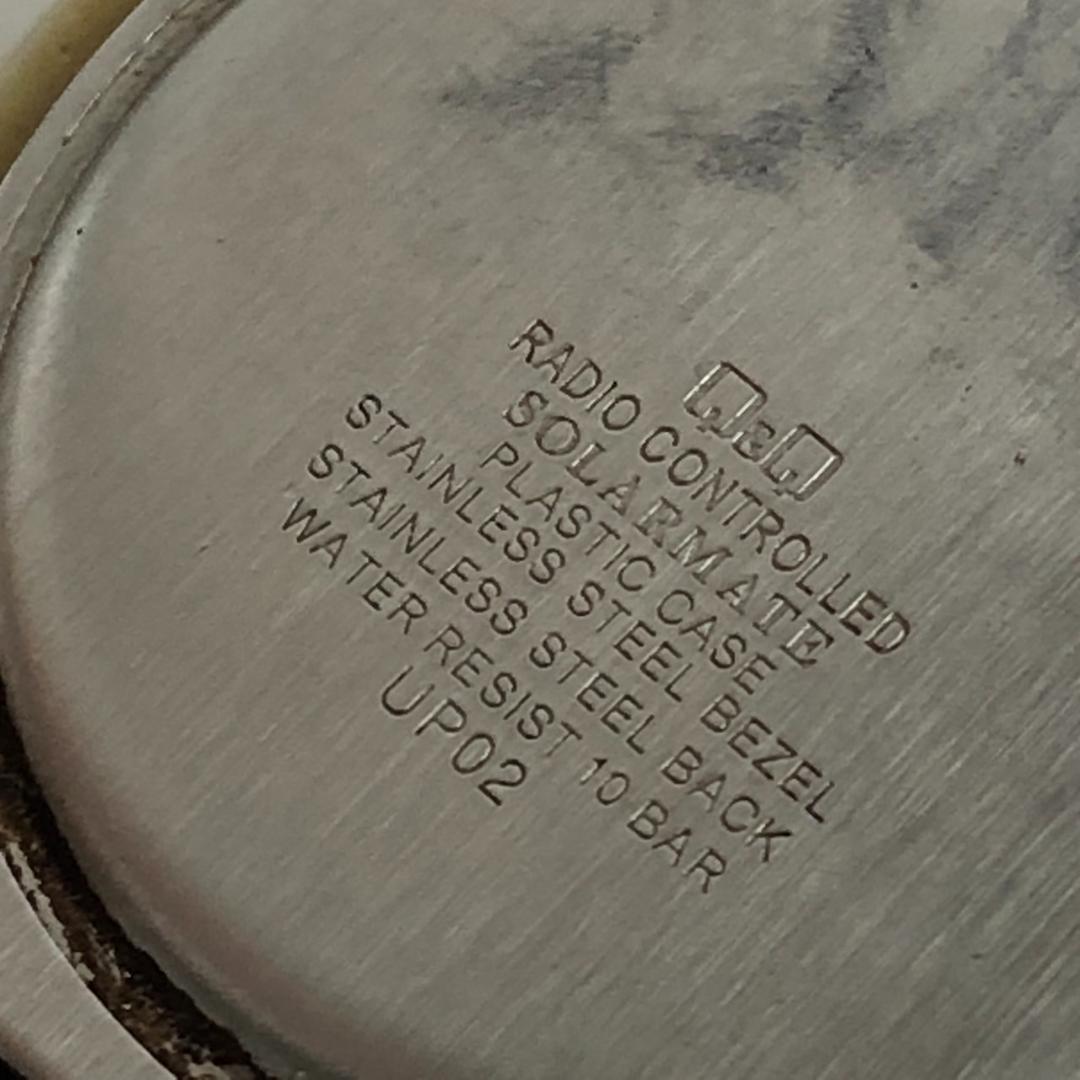 Q&Q
RADIO CONTROLLED
SOLARMATE
PLASTIC CASE
STAINLESS STEEL BEZEL
STAINLESS STEEL BACK
WATER RESIST 10 BAR
UP02